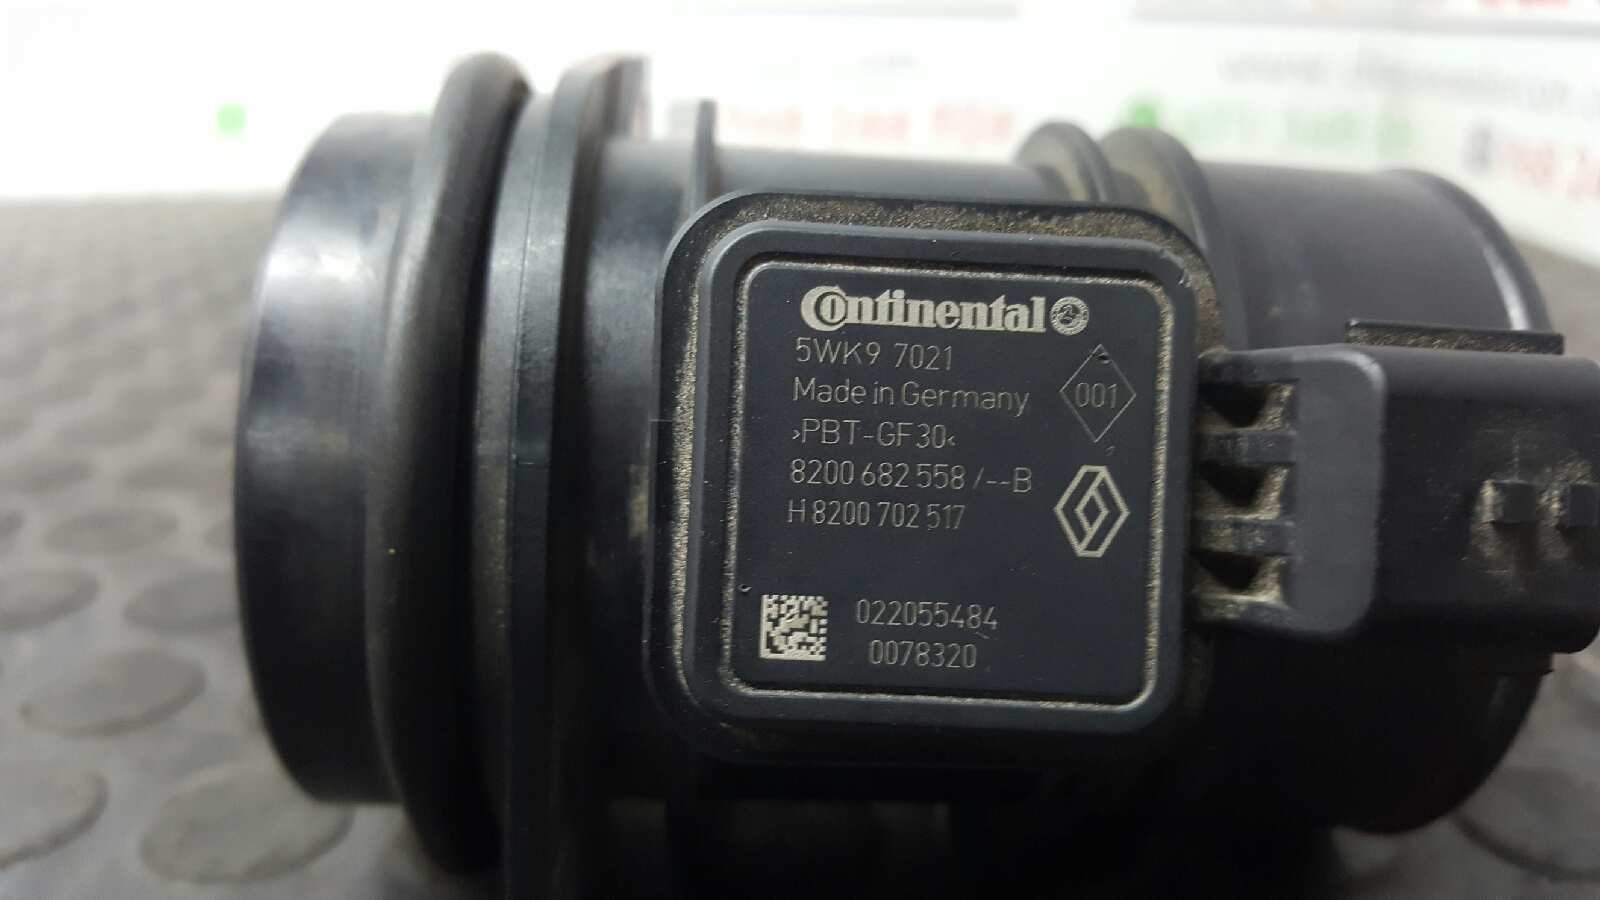 Continental
5WK9 7021
Made in Germany
001
>PBT-GF30<
8200 682 558 /--B
H 8200 702 517
022055484
0078320